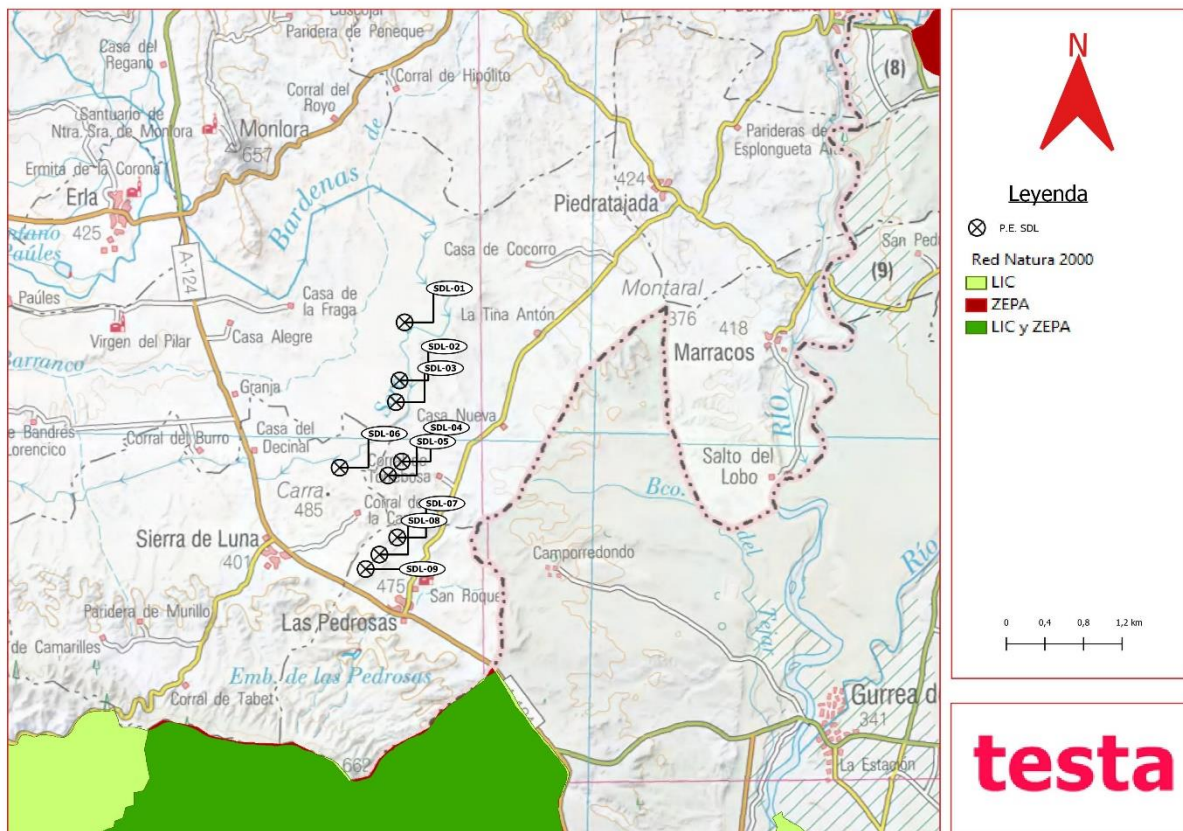 Casa del
Regano
Paridera de Peneque
Corral de Hipólito
Corral del
Royo
Santuario de
Ntra. Sra. de Monlora
Monlora
657
Ermita de la Corona
Erla
425
Paúles
A-124
Bardenas
de
(8)
Parideras de
Esplongueta
424
Piedratajada
San Ped
(9)
Casa de Cocorro
Paúles
Casa de
la Fraga
Virgen del Pilar
Casa Alegre
SDL-01
La Tina Antón
Montaral
376
418
Marracos
SDL-02
SDL-03
Barranco
Granja
Casa Nueva
RÍO
de Bandrés
Lorencico
Corral del Burro
Casa del
Decinal
SDL-06
SDL-04
SDL-05
Carra
485
Salto del
Lobo
Bco.
del
SDL-07
SDL-08
SDL-09
Sierra de Luna
401
475
San Roque
Camporredondo
Río
Paridera de Murillo
de Camarilles
Las Pedrosas
Emb. de las Pedrosas
Corral de Tabet
662
Gurrea d
341
La Estación
N
Leyenda
P.E. SDL
Red Natura 2000
LIC
ZEPA
LIC y ZEPA
0 0,4 0,8 1,2 km
testa